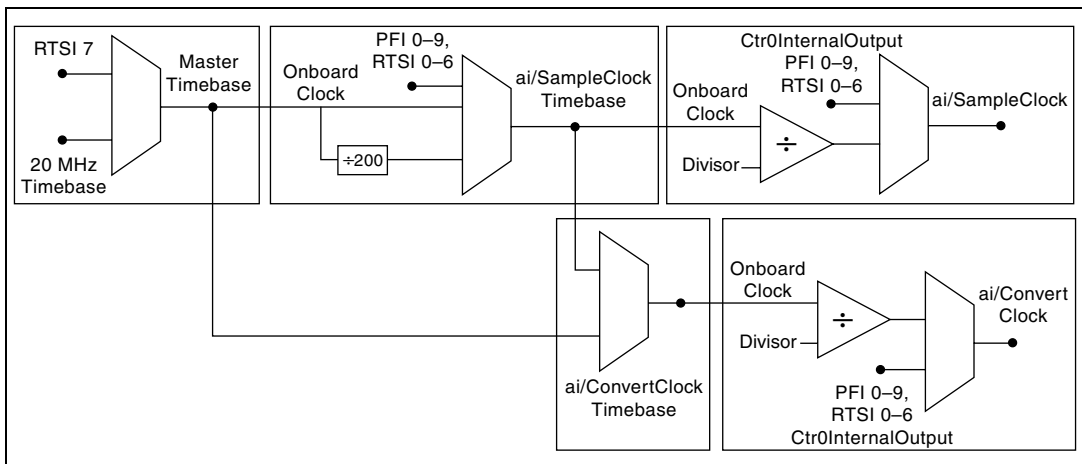 RTSI 7
Master
Timebase
20 MHz
Timebase
Onboard
Clock
PFI 0–9,
RTSI 0–6
÷200
ai/SampleClock
Timebase
Onboard
Clock
Divisor
÷
Ctr0InternalOutput
PFI 0–9,
RTSI 0–6
ai/SampleClock
ai/ConvertClock
Timebase
Onboard
Clock
Divisor
÷
ai/Convert
Clock
PFI 0–9,
RTSI 0–6
Ctr0InternalOutput